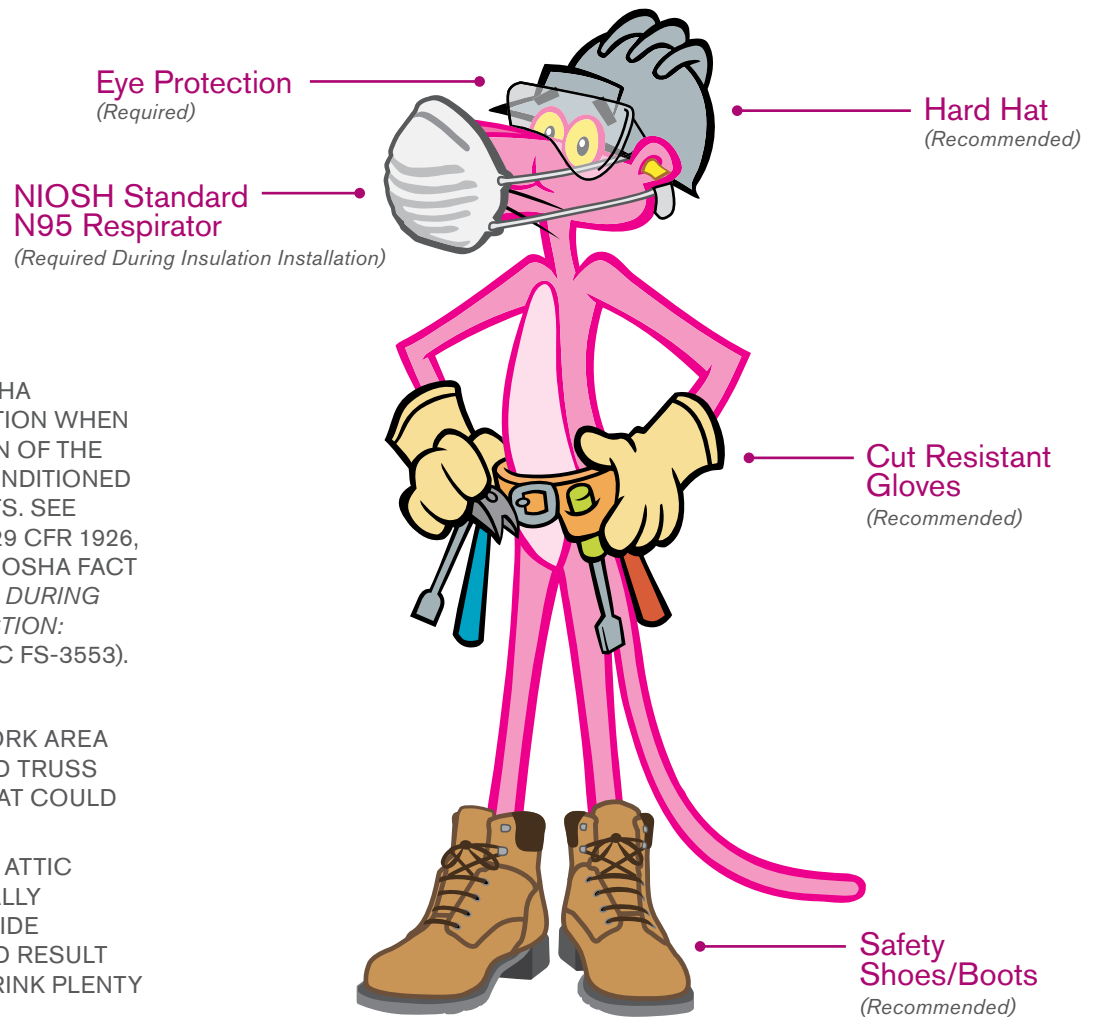 Eye Protection
(Required)
Hard Hat
(Recommended)
NIOSH Standard
N95 Respirator
(Required During Insulation Installation)
HA
TION WHEN
N OF THE
NDITIONED
TS. SEE
29 CFR 1926,
OSHA FACT
DURING
CTION:
C FS-3553).
ORK AREA
D TRUSS
AT COULD
ATTIC
ALLY
IDE
D RESULT
RINK PLENTY
Cut Resistant
Gloves
(Recommended)
Safety
Shoes/Boots
(Recommended)